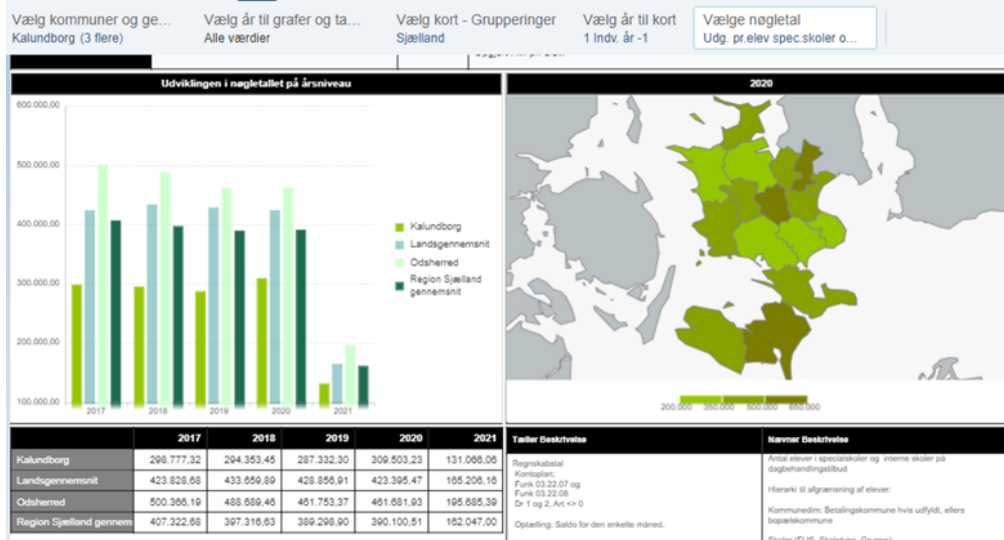 Vælg kommuner og ge... Vælg år til grafer og ta... Vælg kort - Grupperinger Vælg år til kort Vælge nøgletal
Kalundborg (3 flere) Alle værdier Sjælland 1 Indv. år -1 Udg. pr.elev spec.skoler o...
Udviklingen i nøgletallet på årsniveau
600.000,00
500.000,00
400.000,00
300.000,00
200.000,00
100.000,00
2017 2018 2019 2020 2021
Kalundborg
Landsgennemsnit
Odsherred
Region Sjælland
gennemsnit
2020
200.000 350.000 500.000 650.000
2017 2018 2019 2020 2021
Kalundborg 298.777,32 294.353,45 287.332,30 309.503,23 131.066,06
Landsgennemsnit 423.828,68 433.659,89 428.856,91 423.395,47 165.206,16
Odsherred 500.366,19 488.689,46 461.753,37 461.681,93 195.685,39
Region Sjælland gennem 407.322,68 397.316,63 389.298,90 390.100,51 162.047,00
Tæller Beskrivelse
Regnskabstal
Kontoplan;
Funk 03.22.07 og
Funk 03.22.08
Dr 1 og 2, Art <> 0
Optælling: Saldo for den enkelte måned.
Nævner Beskrivelse
Antal elever i specialskoler og interne skoler på
dagbehandlingstilbud
Hierarki til afgrænsning af elever:
Kommunedim: Betalingskommune hvis udfyldt, ellers
bopælskommune